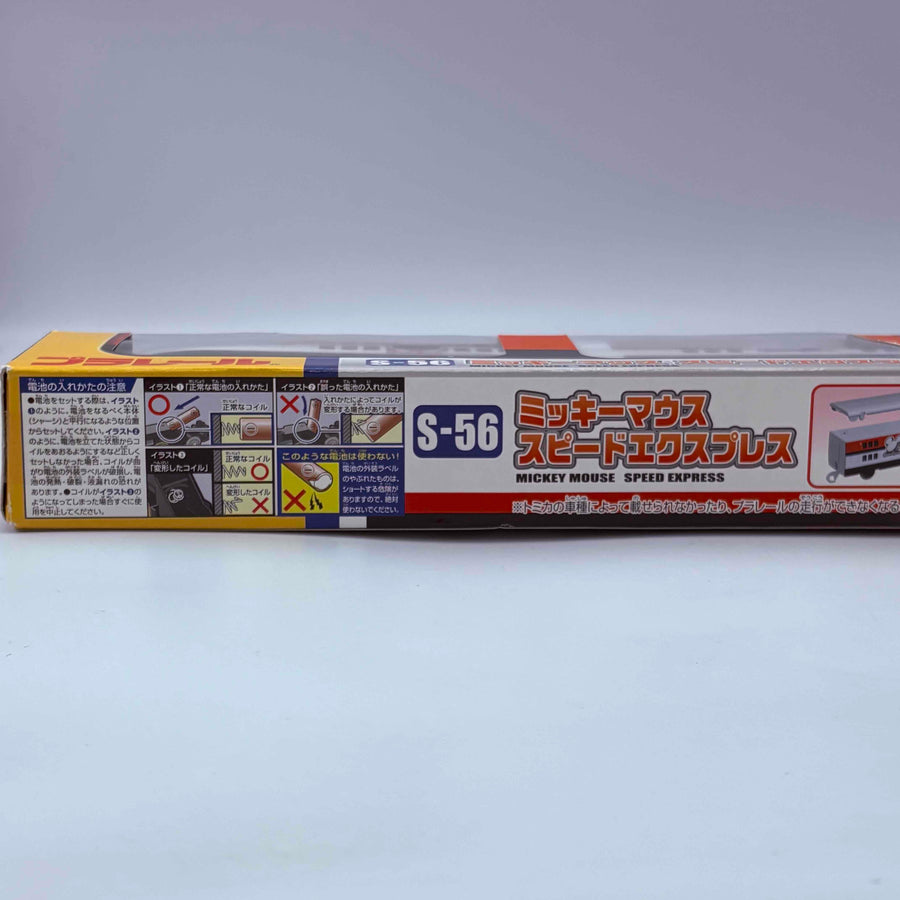 プラレール
S-56
電池の入れかたの注意
●電池をセットする際は、イラスト
❶のように、電池をなるべく本体
(シャーシ)と平行になるような位置
からセットしてください。イラスト❷
のように、電池を立てた状態からコ
イルをあおるようにするなど正しく
セットしなかった場合、コイルが曲
がり電池の外装ラベルが破損し、電
池の発熱・破裂・液漏れの恐れが
あります。●コイルがイラスト❸の
ようになってしまった場合すぐに使
用を中止してください。
イラスト❶「正常な電池の入れかた」
正常なコイル
イラスト❷「誤った電池の入れかた」
入れかたによってコイルが
変形する場合があります。
イラスト❸
「変形したコイル」
正常なコイル
変形したコイル
このような電池は使わない!
電池の外装ラベル
のやぶれたものは、
ショートする危険が
ありますので、絶対
使わないでください。
S-56
ミッキーマウス
スピードエクスプレス
MICKEY MOUSE SPEED EXPRESS
※トミカの車種によって載せられなかったり、プラレールの走行ができなくなる